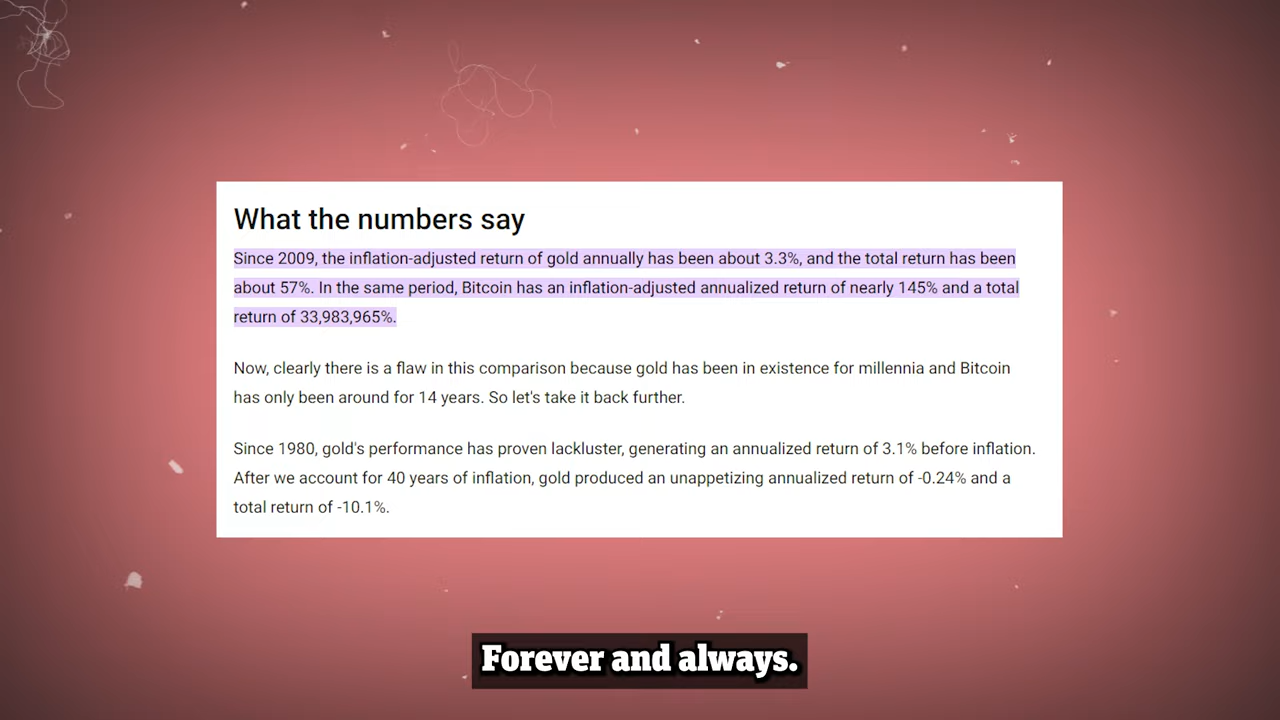 What the numbers say
Since 2009, the inflation-adjusted return of gold annually has been about 3.3%, and the total return has been
about 57%. In the same period, Bitcoin has an inflation-adjusted annualized return of nearly 145% and a total
return of 33,983,965%.
Now, clearly there is a flaw in this comparison because gold has been in existence for millennia and Bitcoin
has only been around for 14 years. So let's take it back further.
Since 1980, gold's performance has proven lackluster, generating an annualized return of 3.1% before inflation.
After we account for 40 years of inflation, gold produced an unappetizing annualized return of -0.24% and a
total return of -10.1%.
Forever and always.